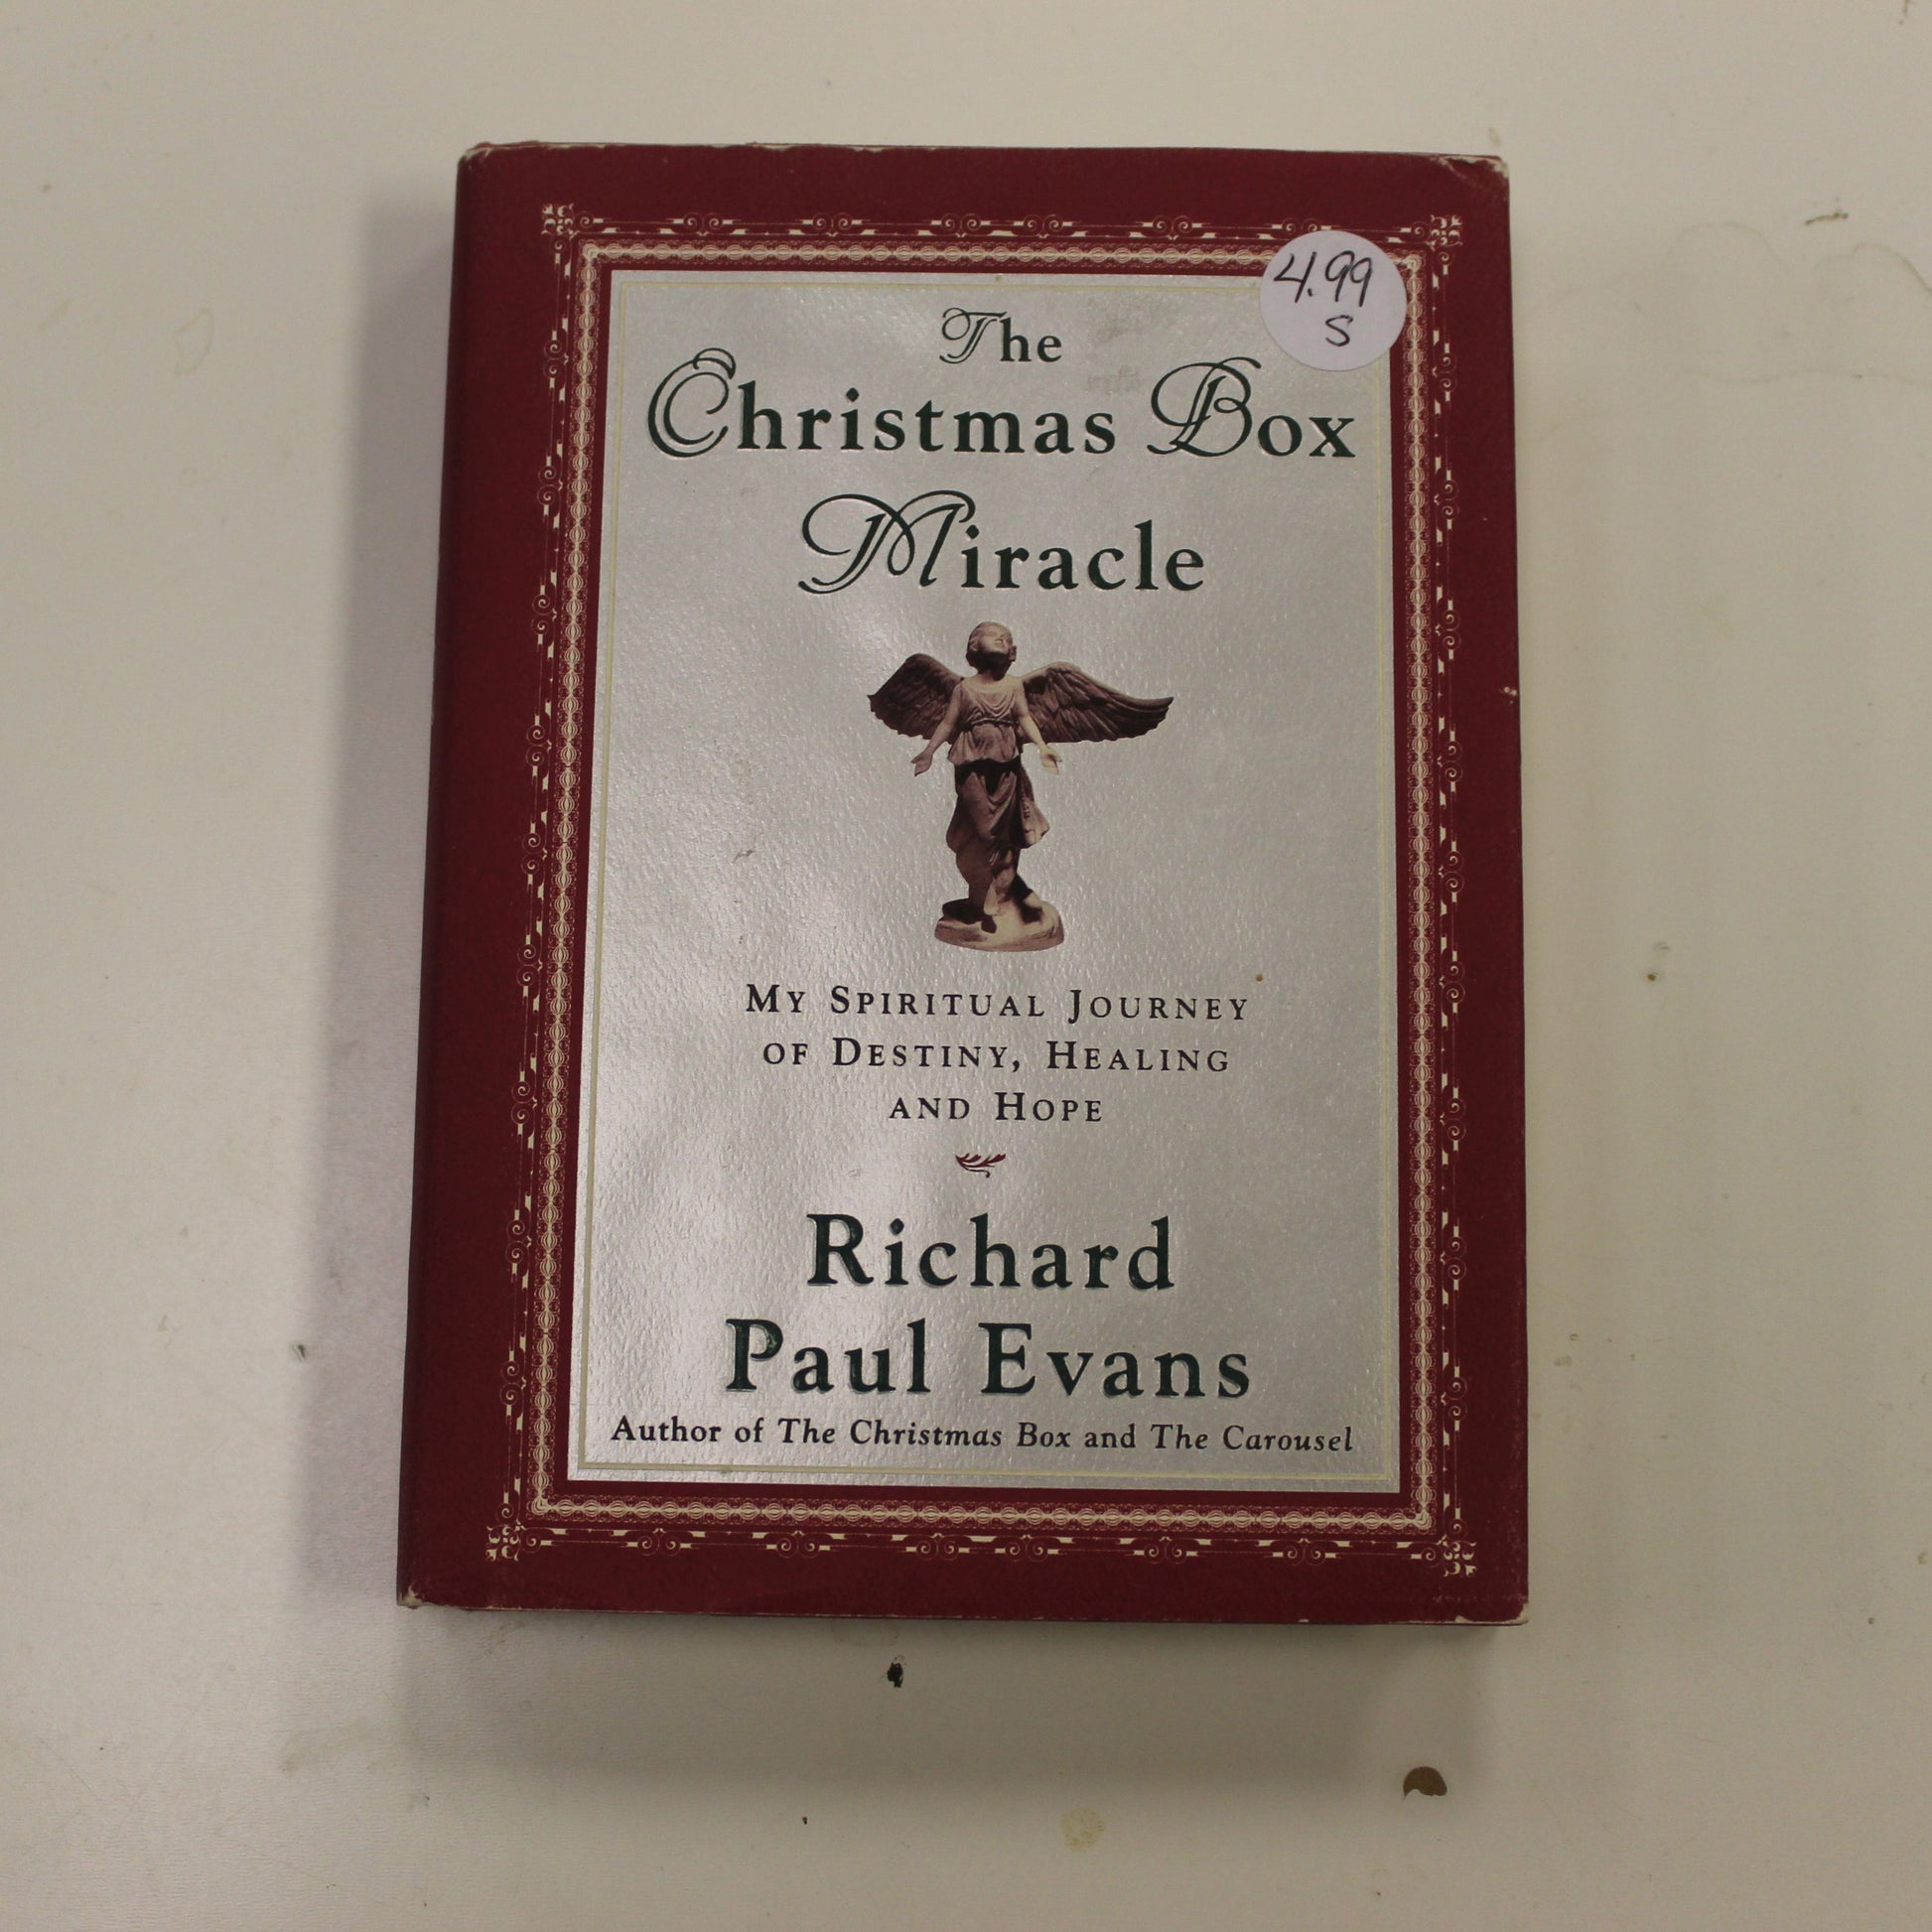 4.99
S
The
Christmas Box
Miracle
My Spiritual Journey
of Destiny, Healing
and Hope
Richard
Paul Evans
Author of The Christmas Box and The Carousel